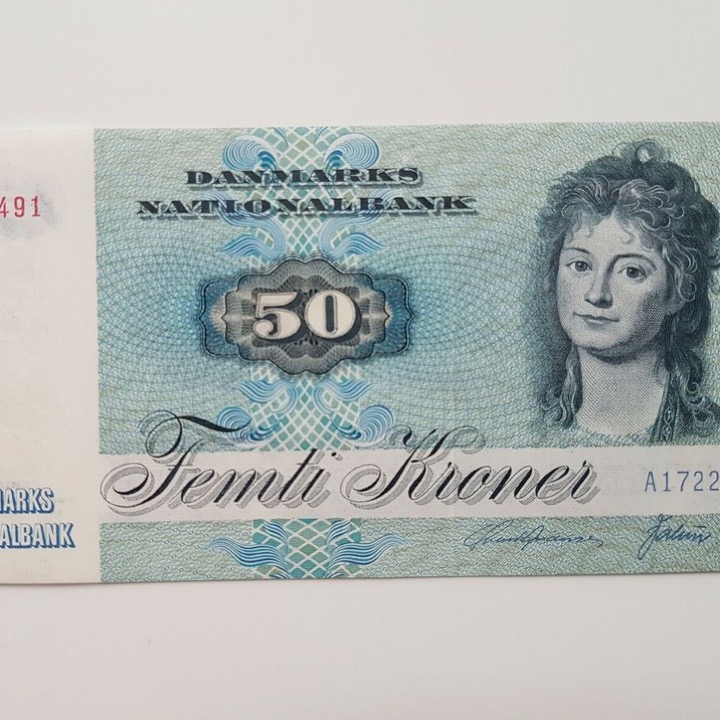 491
DANMARKS
NATIONALBANK
50
Femti Kroner
A1722
MARKS
ALBANK